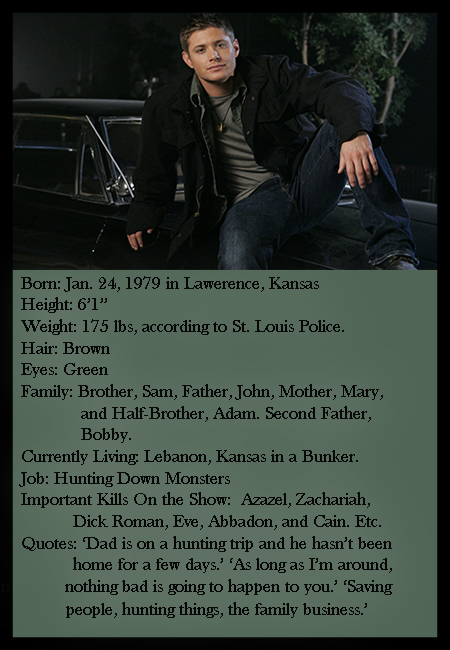 Born: Jan. 24, 1979 in Lawerence, Kansas
Height: 6'1"
Weight: 175 lbs, according to St. Louis Police.
Hair: Brown
Eyes: Green
Family: Brother, Sam, Father, John, Mother, Mary,
and Half-Brother, Adam. Second Father,
Bobby.
Currently Living: Lebanon, Kansas in a Bunker.
Job: Hunting Down Monsters
Important Kills On the Show: Azazel, Zachariah,
Dick Roman, Eve, Abbadon, and Cain. Etc.
Quotes: 'Dad is on a hunting trip and he hasn't been
home for a few days.' 'As long as I'm around,
nothing bad is going to happen to you.' 'Saving
people, hunting things, the family business.'